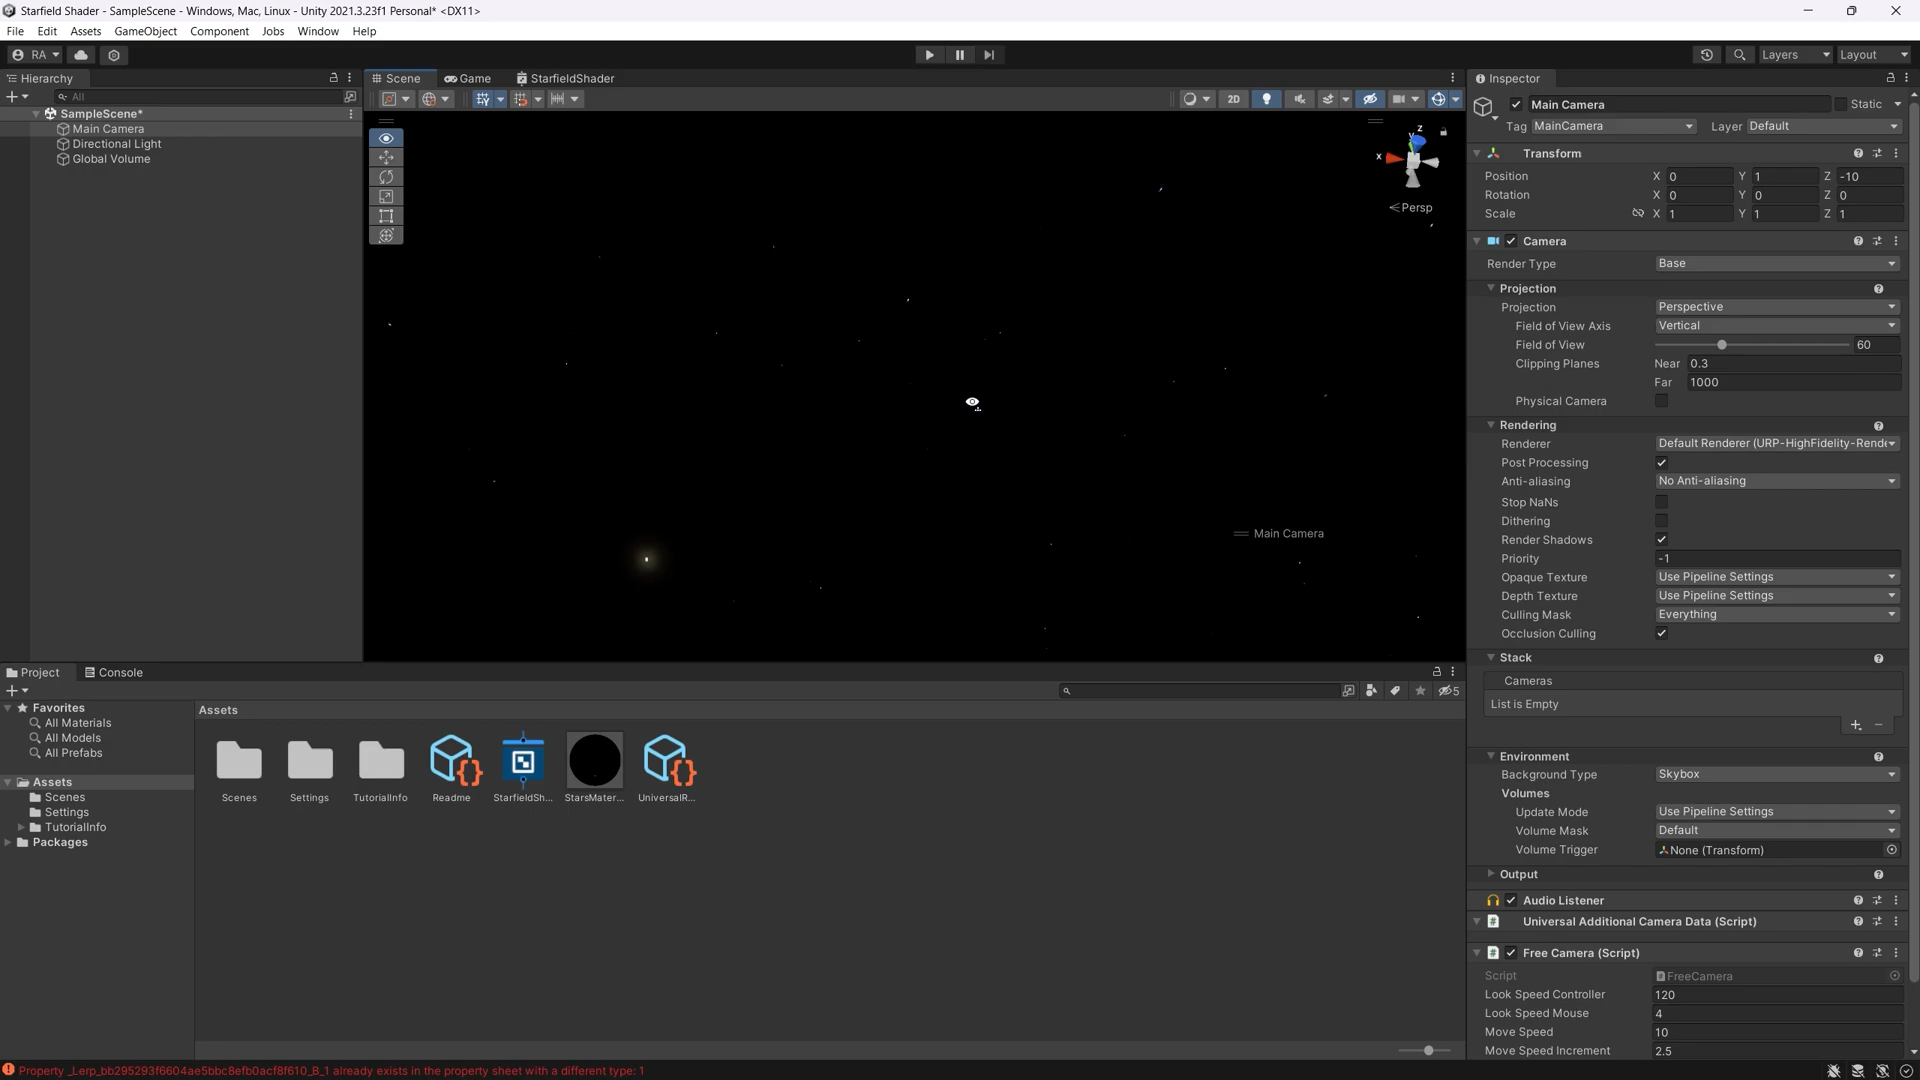 Starfield Shader - SampleScene - Windows, Mac, Linux - Unity 2021.3.23f1 Personal* <DX11>
File Edit Assets GameObject Component Jobs Window Help
RA Layers Layout
Hierarchy
All
SampleScene*
Main Camera
Directional Light
Global Volume
Scene Game StarfieldShader
2D
z
y
x
Persp
Main Camera
Inspector
Main Camera Static
Tag MainCamera Layer Default
Transform
Position X 0 Y 1 Z -10
Rotation X 0 Y 0 Z 0
Scale X 1 Y 1 Z 1
Camera
Render Type Base
Projection
Projection Perspective
Field of View Axis Vertical
Field of View 60
Clipping Planes Near 0.3
Far 1000
Physical Camera
Rendering
Renderer Default Renderer (URP-HighFidelity-Rende
Post Processing
Anti-aliasing No Anti-aliasing
Stop NaNs
Dithering
Render Shadows
Priority -1
Opaque Texture Use Pipeline Settings
Depth Texture Use Pipeline Settings
Culling Mask Everything
Occlusion Culling
Stack
Cameras
List is Empty
Environment
Background Type Skybox
Volumes
Update Mode Use Pipeline Settings
Volume Mask Default
Volume Trigger None (Transform)
Output
Audio Listener
Universal Additional Camera Data (Script)
Free Camera (Script)
Script FreeCamera
Look Speed Controller 120
Look Speed Mouse 4
Move Speed 10
Move Speed Increment 2.5
Project Console
5
Favorites
All Materials
All Models
All Prefabs
Assets
Scenes
Settings
TutorialInfo
Packages
Assets
Scenes Settings TutorialInfo Readme StarfieldSh... StarsMater... UniversalR...
Property _Lerp_bb295293f6604ae5bbc8efb0acf8f610_B_1 already exists in the property sheet with a different type: 1